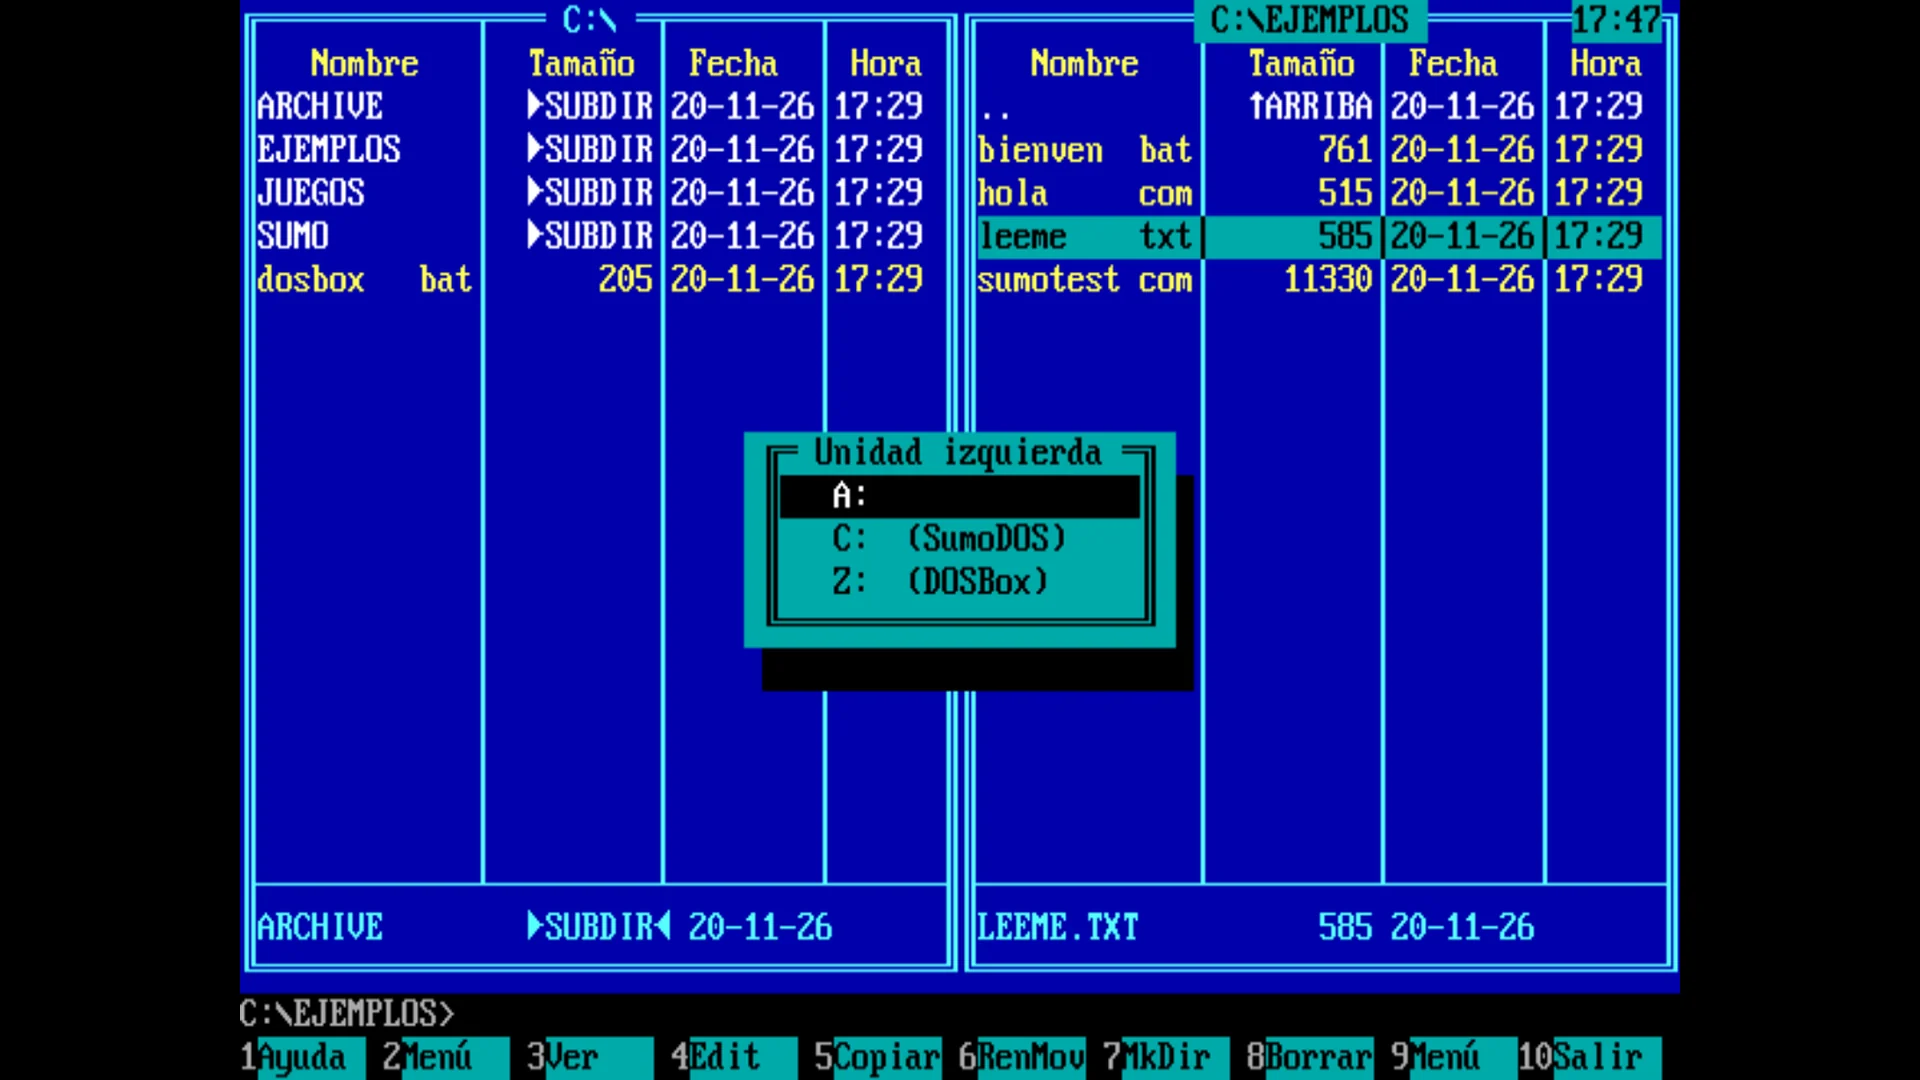 C:\ C:\EJEMPLOS 17:47
Nombre Tamaño Fecha Hora Nombre Tamaño Fecha Hora
ARCHIVE ►SUBDIR 20-11-26 17:29 .. ↑ARRIBA 20-11-26 17:29
EJEMPLOS ►SUBDIR 20-11-26 17:29 bienven bat 761 20-11-26 17:29
JUEGOS ►SUBDIR 20-11-26 17:29 hola com 515 20-11-26 17:29
SUMO ►SUBDIR 20-11-26 17:29 leeme txt 585 20-11-26 17:29
dosbox bat 205 20-11-26 17:29 sumotest com 11330 20-11-26 17:29
Unidad izquierda
A:
C: (SumoDOS)
Z: (DOSBox)
ARCHIVE ►SUBDIR◄ 20-11-26 LEEME.TXT 585 20-11-26
C:\EJEMPLOS>
1Ayuda 2Menú 3Ver 4Edit 5Copiar 6RenMov 7MkDir 8Borrar 9Menú 10Salir